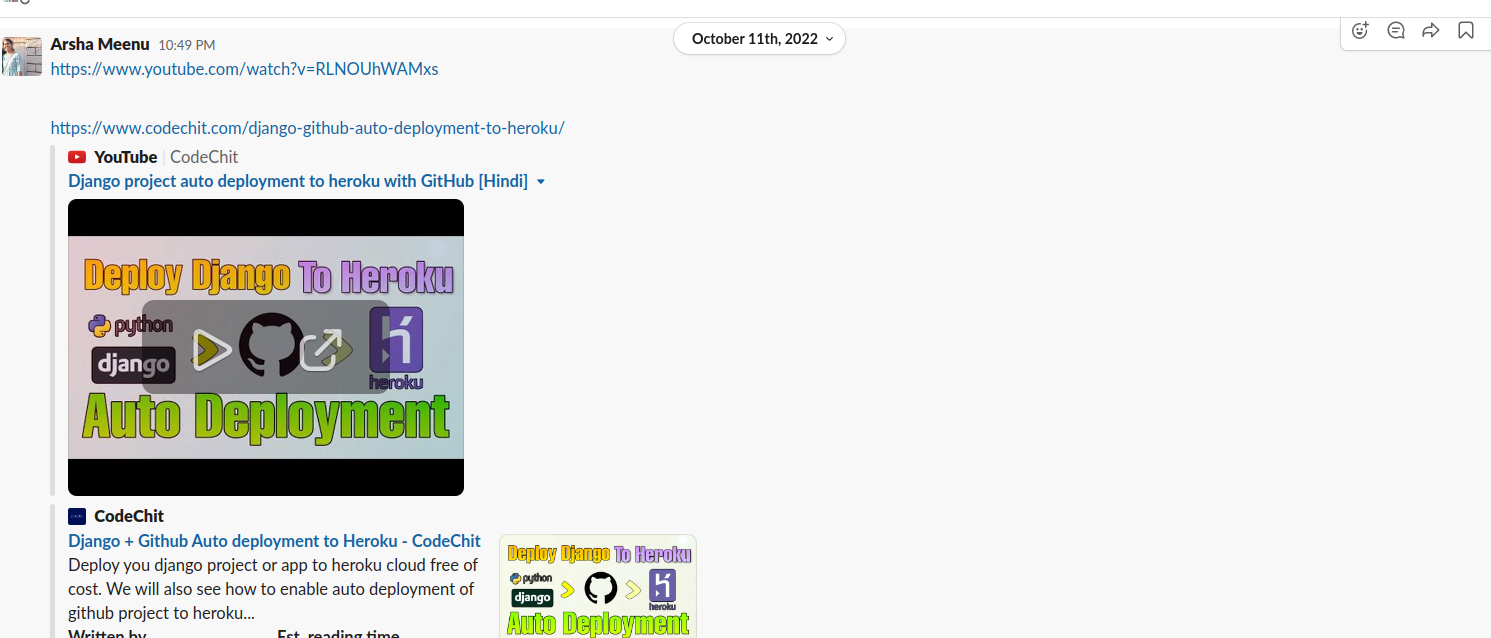 Arsha Meenu 10:49 PM
October 11th, 2022
https://www.youtube.com/watch?v=RLNOUhWAMxs
https://www.codechit.com/django-github-auto-deployment-to-heroku/
YouTube CodeChit
Django project auto deployment to heroku with GitHub [Hindi]
Deploy Django To Heroku
python
django
heroku
Auto Deployment
CodeChit
Django + Github Auto deployment to Heroku - CodeChit
Deploy you django project or app to heroku cloud free of
cost. We will also see how to enable auto deployment of
github project to heroku...
Written by Est. reading time
Deploy Django To Heroku
python
django
heroku
Auto Deployment